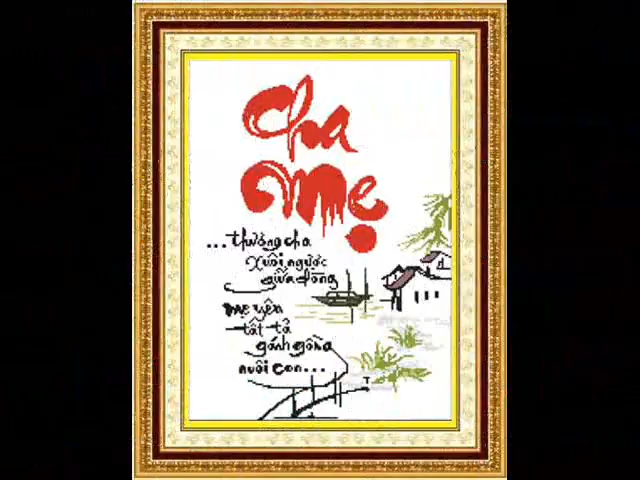 Cha
Mẹ
...thương cha
xuôi ngược
giữa dòng
mẹ yên
tất tả
gánh gồng
nuôi con...